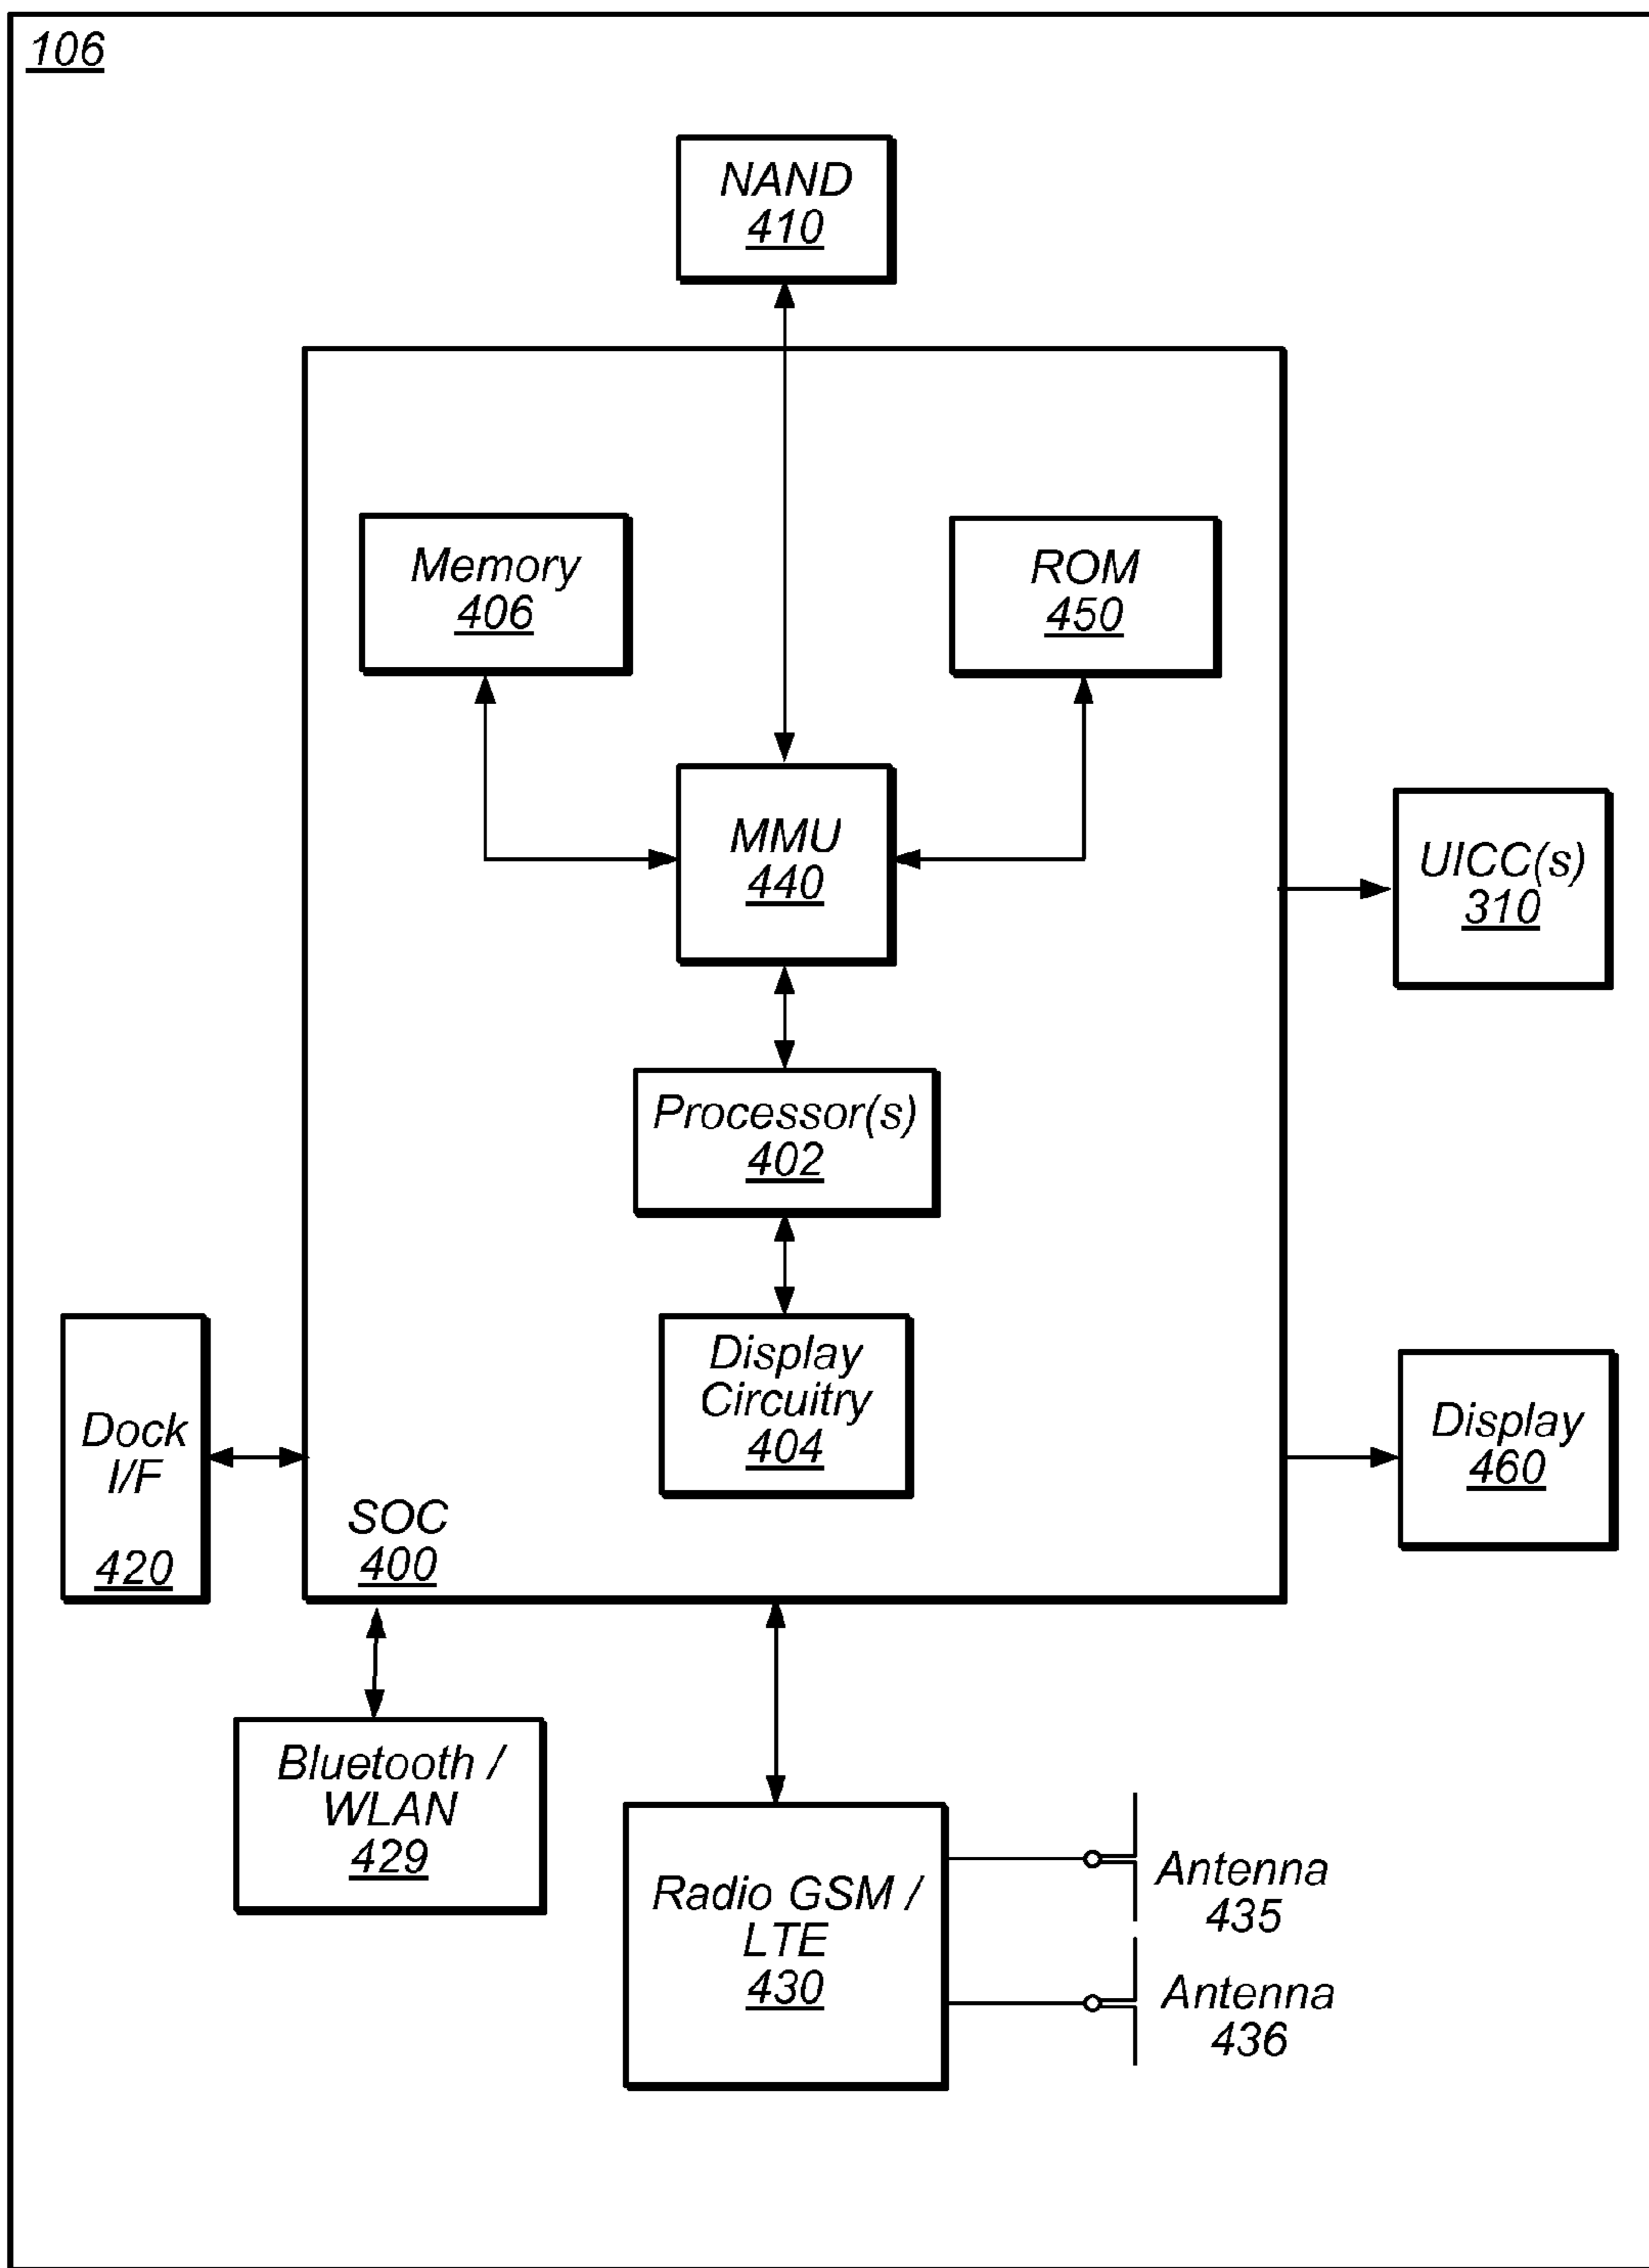 106
NAND
410
Memory
406
ROM
450
MMU
440
UICC(s)
310
Processor(s)
402
Display
Circuitry
404
Dock
I/F
420
Display
460
SOC
400
Bluetooth /
WLAN
429
Radio GSM /
LTE
430
Antenna
435
Antenna
436